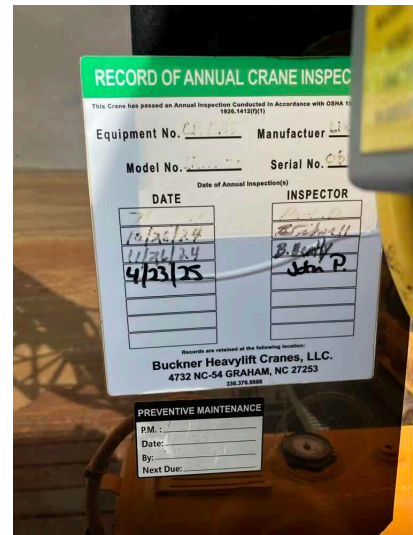 RECORD OF ANNUAL CRANE INSPEC
This Crane has passed an Annual Inspection Conducted in Accordance with OSHA
1926.1412(f)(1)
Equipment No. Manufactuer
Model No. Serial No.
Date of Annual Inspection(s)
DATE INSPECTOR
10/26/24
11/26/24 B. Beatty
4/23/25 John P.
Records are retained at the following location:
Buckner Heavylift Cranes, LLC.
4732 NC-54 GRAHAM, NC 27253
336.376.8888
PREVENTIVE MAINTENANCE
P.M. :
Date:
By:
Next Due: